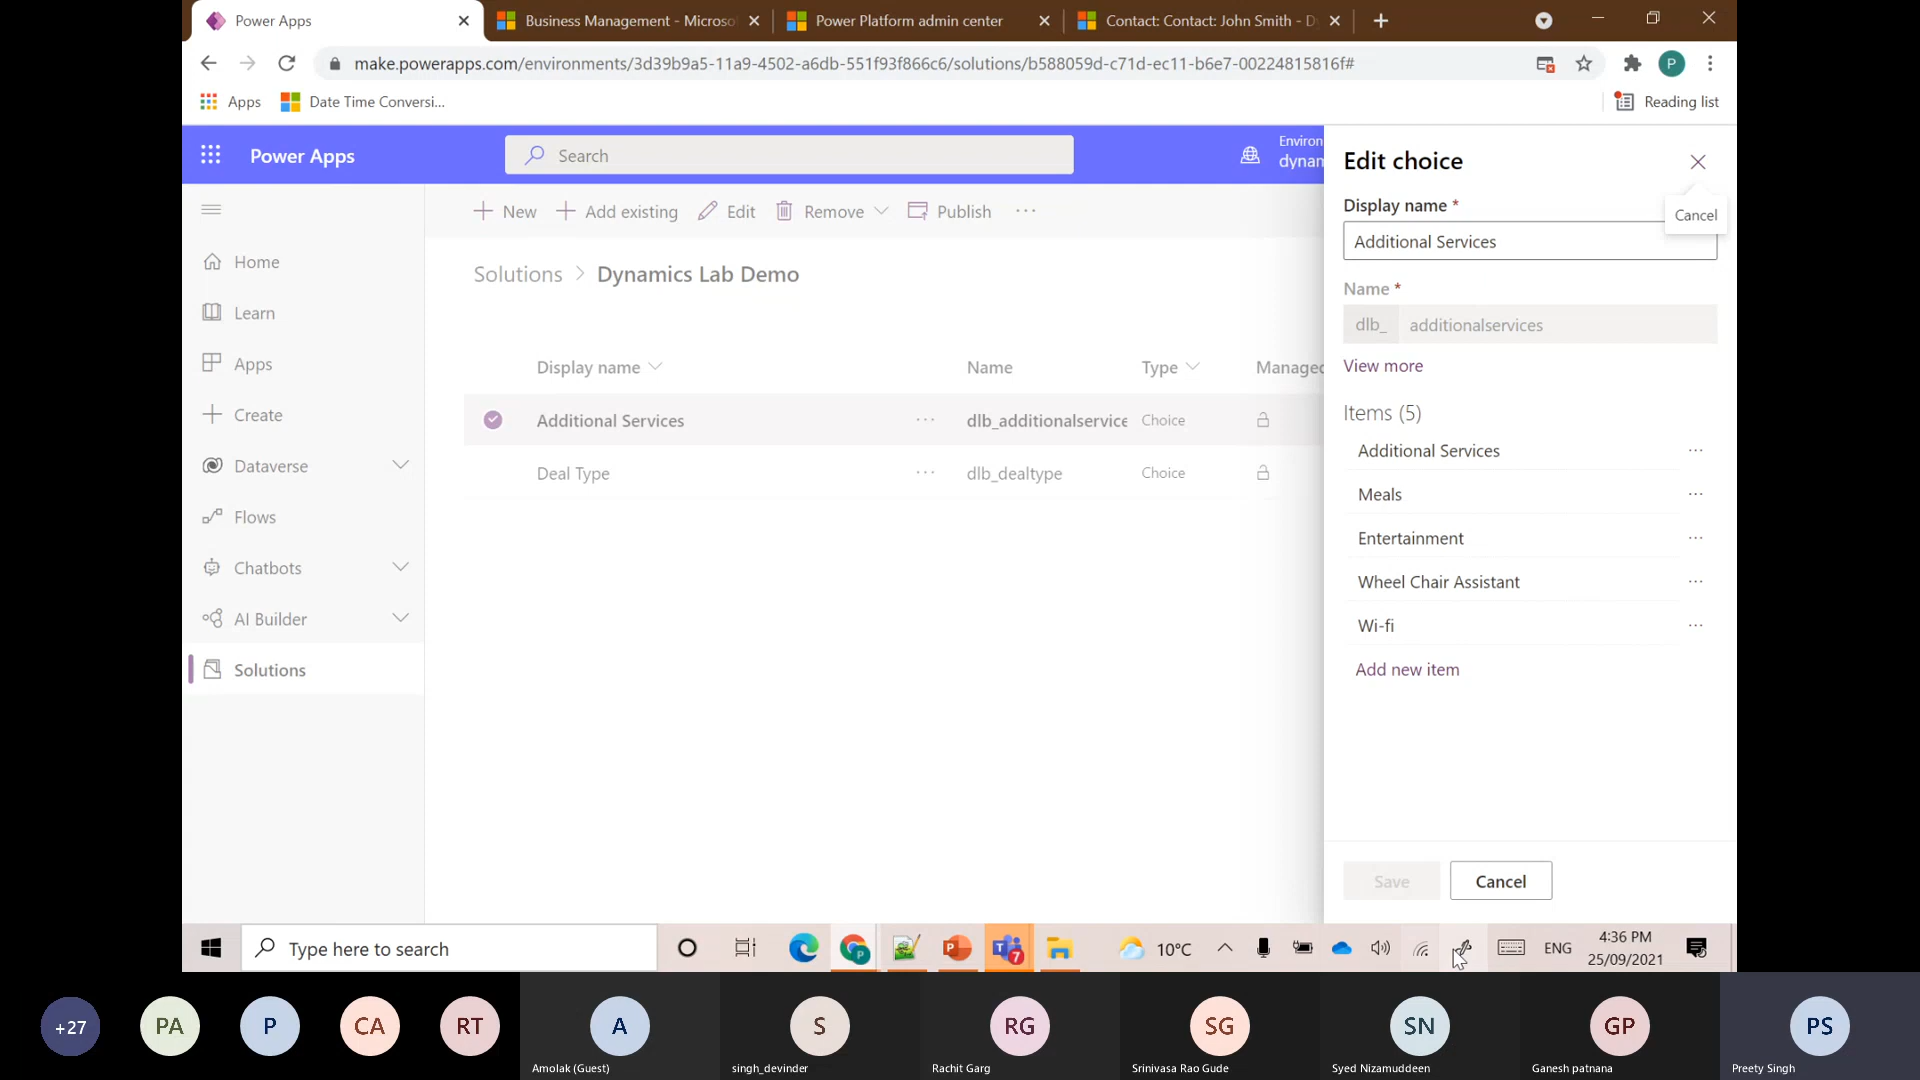 Power Apps
Business Management - Microso
Power Platform admin center
Contact: Contact: John Smith - D
make.powerapps.com/environments/3d39b9a5-11a9-4502-a6db-551f93f866c6/solutions/b588059d-c71d-ec11-b6e7-00224815816f#
P
Apps
Date Time Conversi...
Reading list
Power Apps
Search
Environ
dynam
Home
Learn
Apps
Create
Dataverse
Flows
Chatbots
AI Builder
Solutions
New
Add existing
Edit
Remove
Publish
Solutions > Dynamics Lab Demo
Display name
Name
Type
Managed
Additional Services
dlb_additionalservice
Choice
Deal Type
dlb_dealtype
Choice
Edit choice
Display name *
Cancel
Additional Services
Name *
dlb_ additionalservices
View more
Items (5)
Additional Services
Meals
Entertainment
Wheel Chair Assistant
Wi-fi
Add new item
Save
Cancel
Type here to search
P
7
10°C
ENG
4:36 PM
25/09/2021
+27
PA
P
CA
RT
A
Amolak (Guest)
S
singh_devinder
RG
Rachit Garg
SG
Srinivasa Rao Gude
SN
Syed Nizamuddeen
GP
Ganesh patnana
PS
Preety Singh